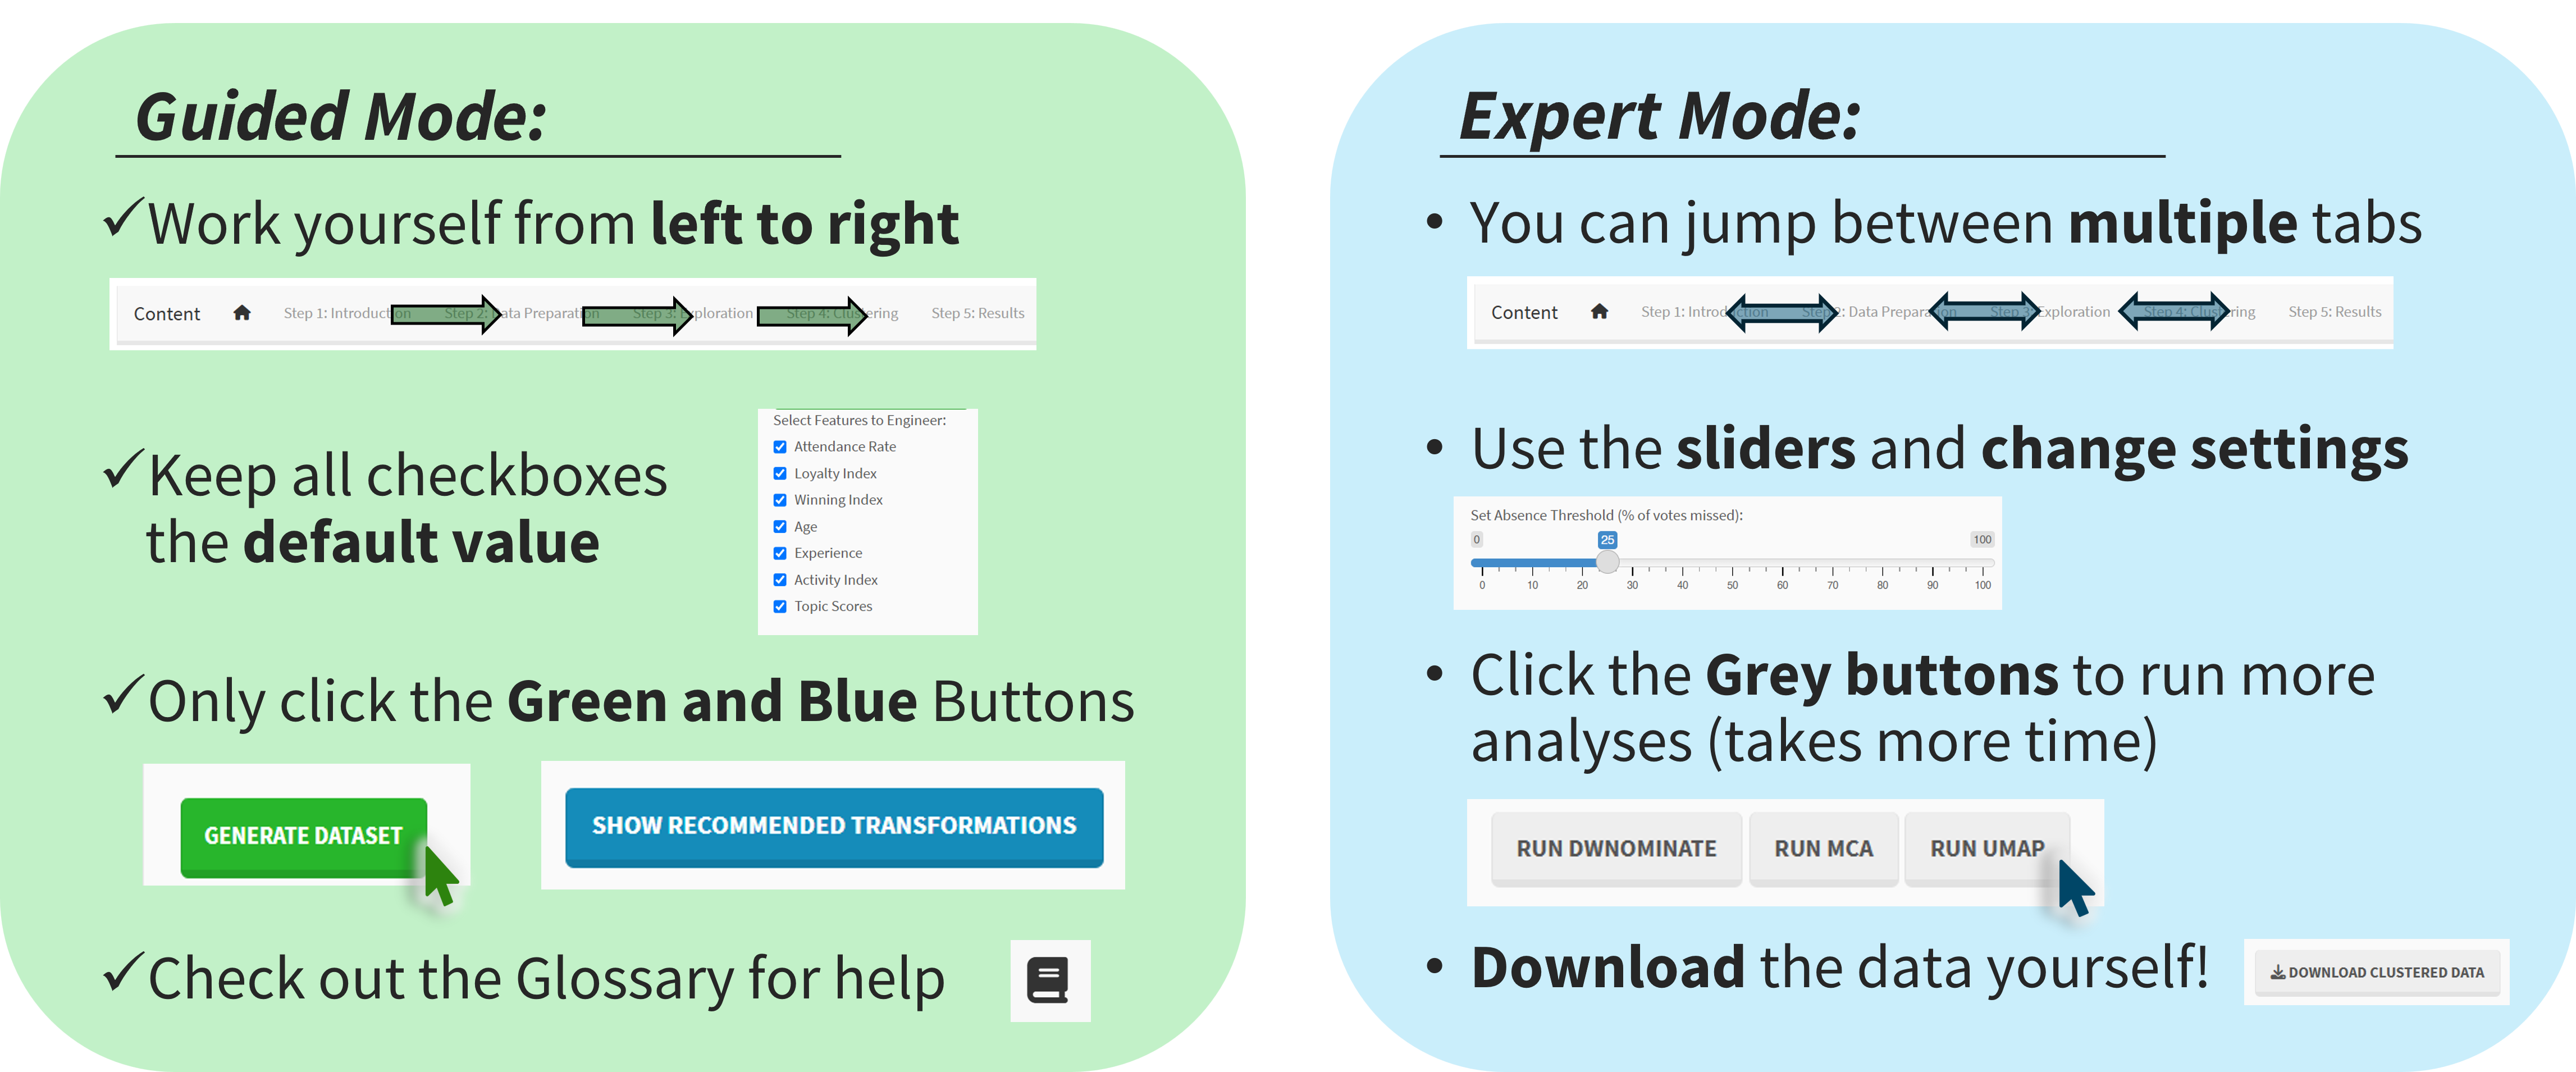 Guided Mode:
Work yourself from left to right
Content Step 1: Introduction Step 2: Data Preparation Step 3: Exploration Step 4: Clustering Step 5: Results
Keep all checkboxes
the default value
Select Features to Engineer:
Attendance Rate
Loyalty Index
Winning Index
Age
Experience
Activity Index
Topic Scores
Only click the Green and Blue Buttons
GENERATE DATASET
SHOW RECOMMENDED TRANSFORMATIONS
Check out the Glossary for help
Expert Mode:
• You can jump between multiple tabs
Content Step 1: Introduction Step 2: Data Preparation Step 3: Exploration Step 4: Clustering Step 5: Results
• Use the sliders and change settings
Set Absence Threshold (% of votes missed):
0 25 100
0 10 20 30 40 50 60 70 80 90 100
• Click the Grey buttons to run more
analyses (takes more time)
RUN DWNOMINATE RUN MCA RUN UMAP
• Download the data yourself!
DOWNLOAD CLUSTERED DATA